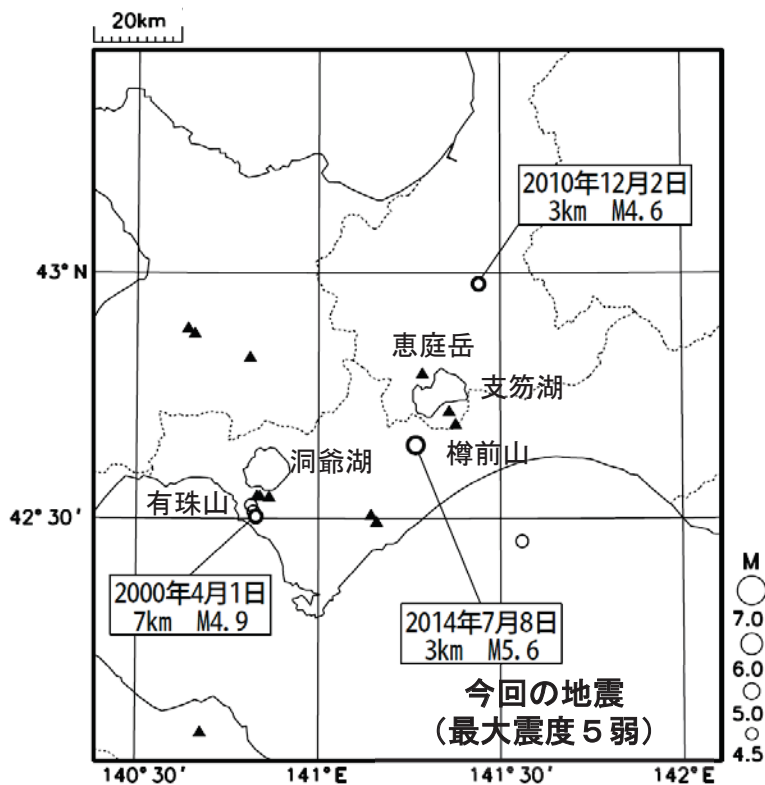 20km
2010年12月2日
3km M4.6
43°N
恵庭岳
支笏湖
洞爺湖
樽前山
有珠山
42°30'
2000年4月1日
7km M4.9
2014年7月8日
3km M5.6
今回の地震
(最大震度5弱)
M
7.0
6.0
5.0
4.5
140°30'
141°E
141°30'
142°E